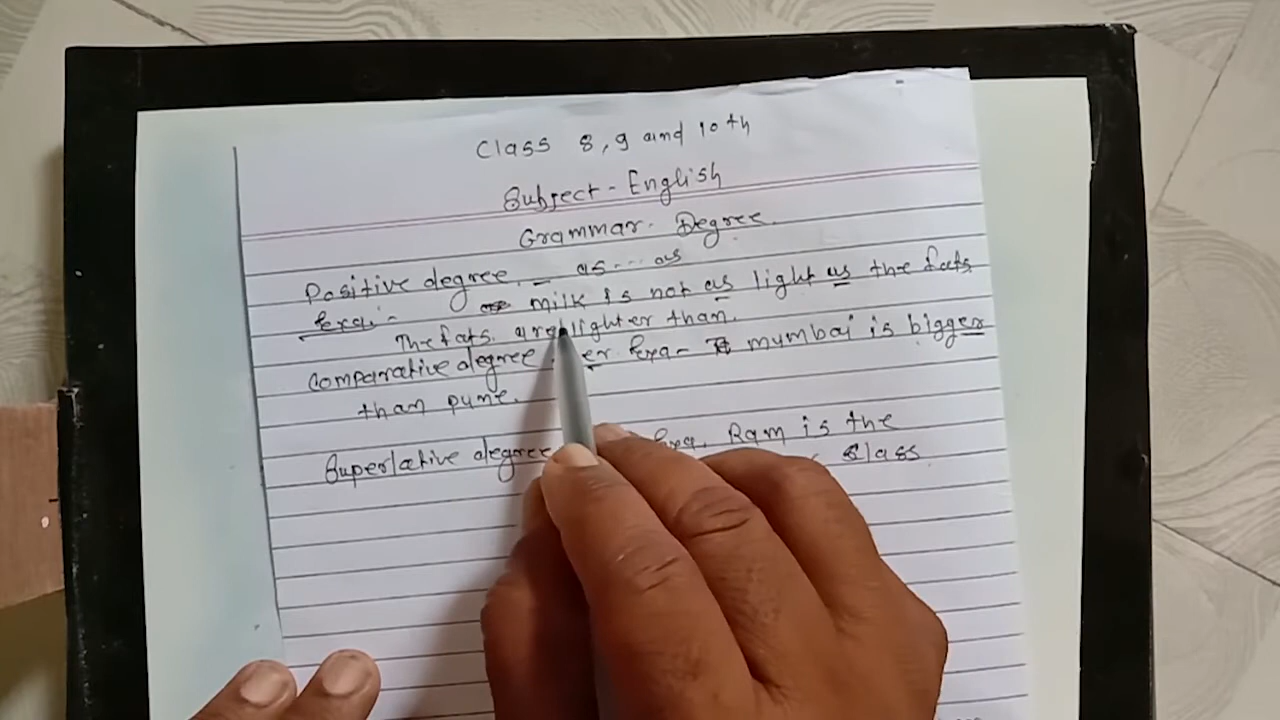 Class 8, 9 and 10th
Subject - English
Grammar. Degree.
Positive degree. - as... as
Exa:- milk is not as light as the fats
The fats. are lighter than.
Comparative degree. er. Exa- mumbai is bigger
than pune.
Superlative degree Exa. Ram is the
class